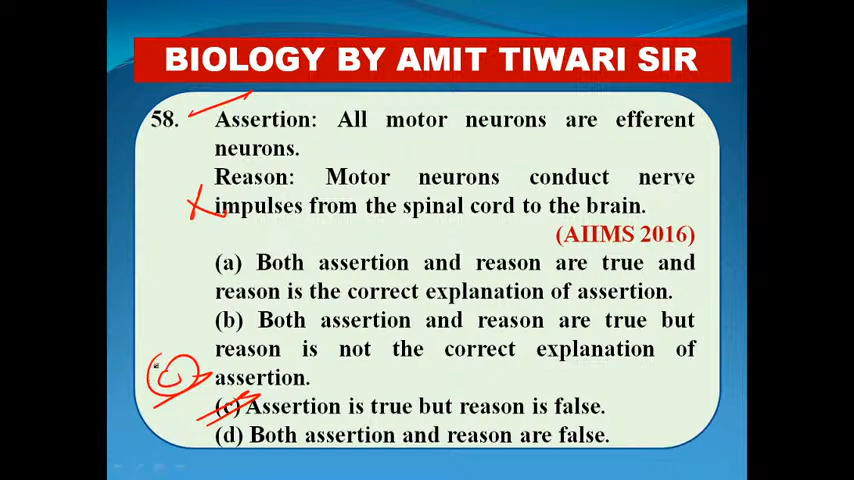 BIOLOGY BY AMIT TIWARI SIR
58. Assertion: All motor neurons are efferent
neurons.
Reason: Motor neurons conduct nerve
impulses from the spinal cord to the brain.
(AIIMS 2016)
(a) Both assertion and reason are true and
reason is the correct explanation of assertion.
(b) Both assertion and reason are true but
reason is not the correct explanation of
assertion.
(c) Assertion is true but reason is false.
(d) Both assertion and reason are false.